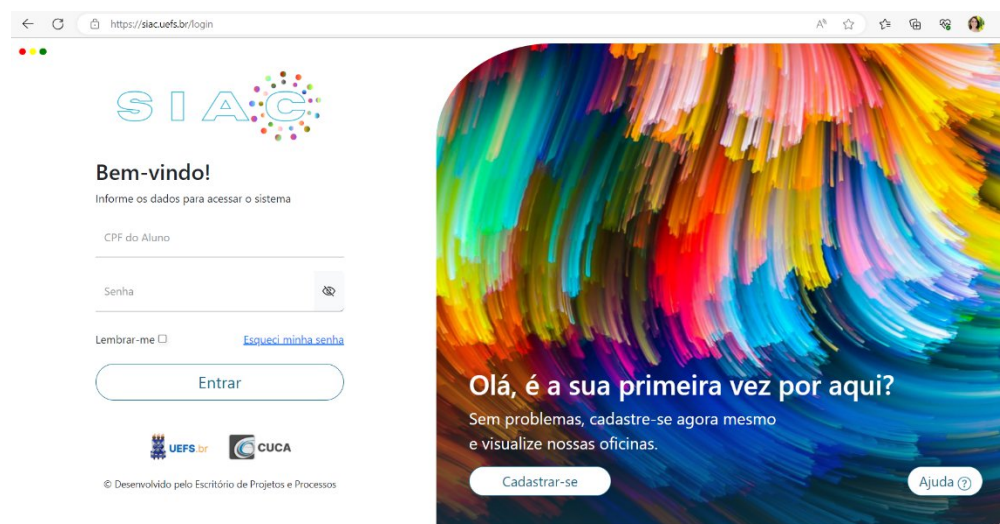 https://siac.uefs.br/login
SIAC
Bem-vindo!
Informe os dados para acessar o sistema
CPF do Aluno
Senha
Lembrar-me
Esqueci minha senha
Entrar
UEFS.br
CUCA
© Desenvolvido pelo Escritório de Projetos e Processos
Olá, é a sua primeira vez por aqui?
Sem problemas, cadastre-se agora mesmo
e visualize nossas oficinas.
Cadastrar-se
Ajuda ?